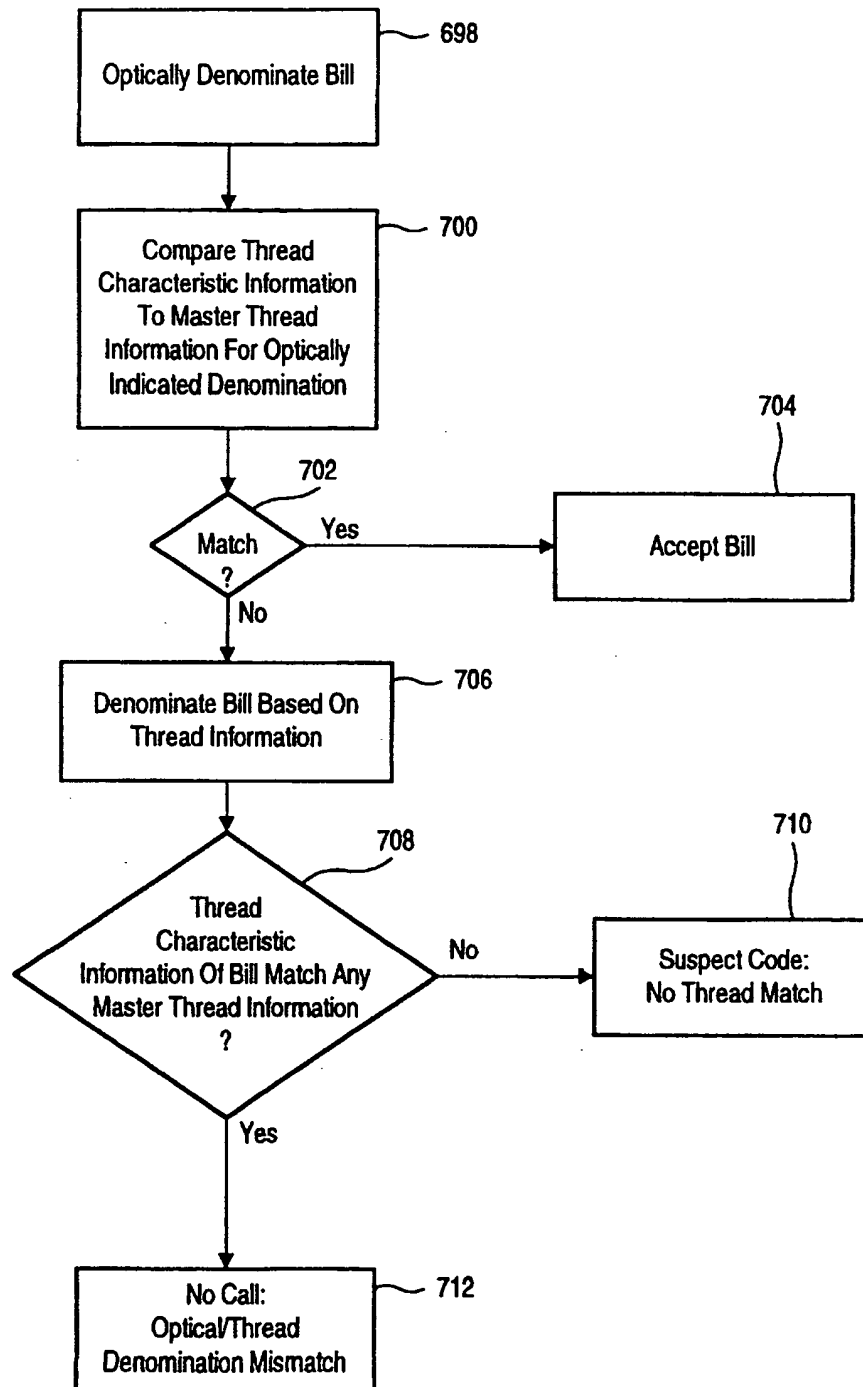 698
Optically Denominate Bill
700
Compare Thread
Characteristic Information
To Master Thread
Information For Optically
Indicated Denomination
702
704
Match
?
Yes
Accept Bill
No
706
Denominate Bill Based On
Thread Information
708
710
Thread
Characteristic
Information Of Bill Match Any
Master Thread Information
?
No
Suspect Code:
No Thread Match
Yes
712
No Call:
Optical/Thread
Denomination Mismatch